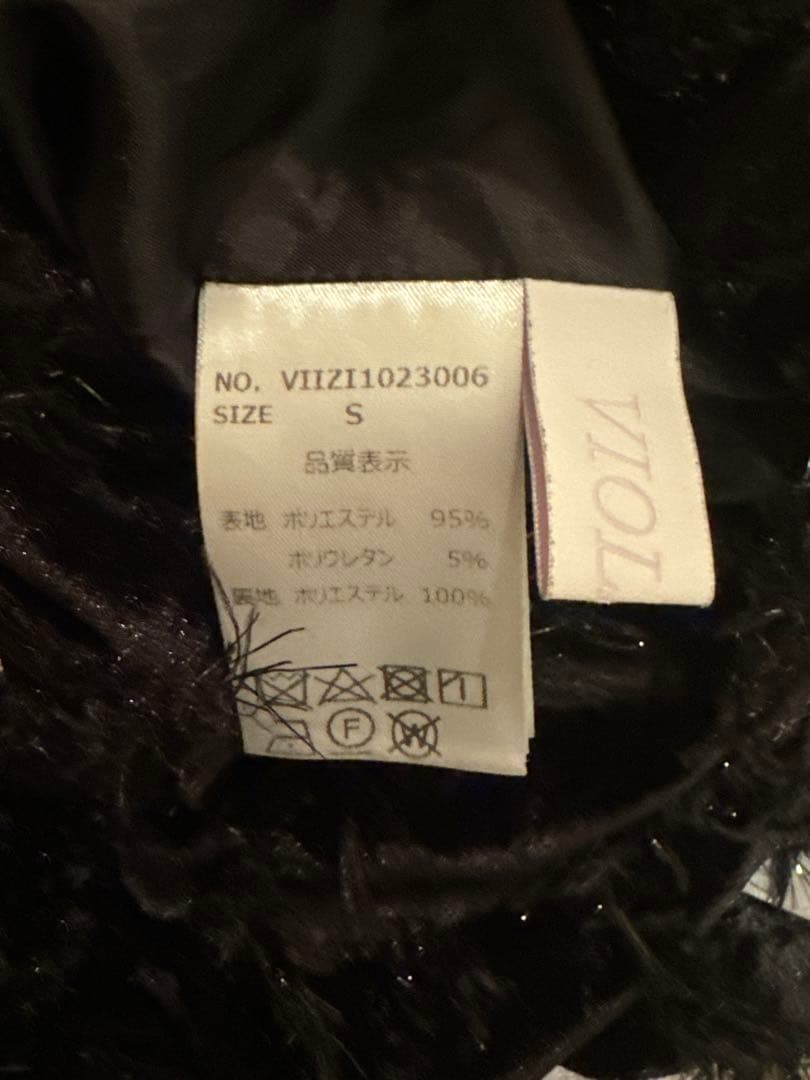 NO. VIIZI1023006
SIZE S
品質表示
表地 ポリエステル 95%
ポリウレタン 5%
裏地 ポリエステル 100%
F
W
VIOL